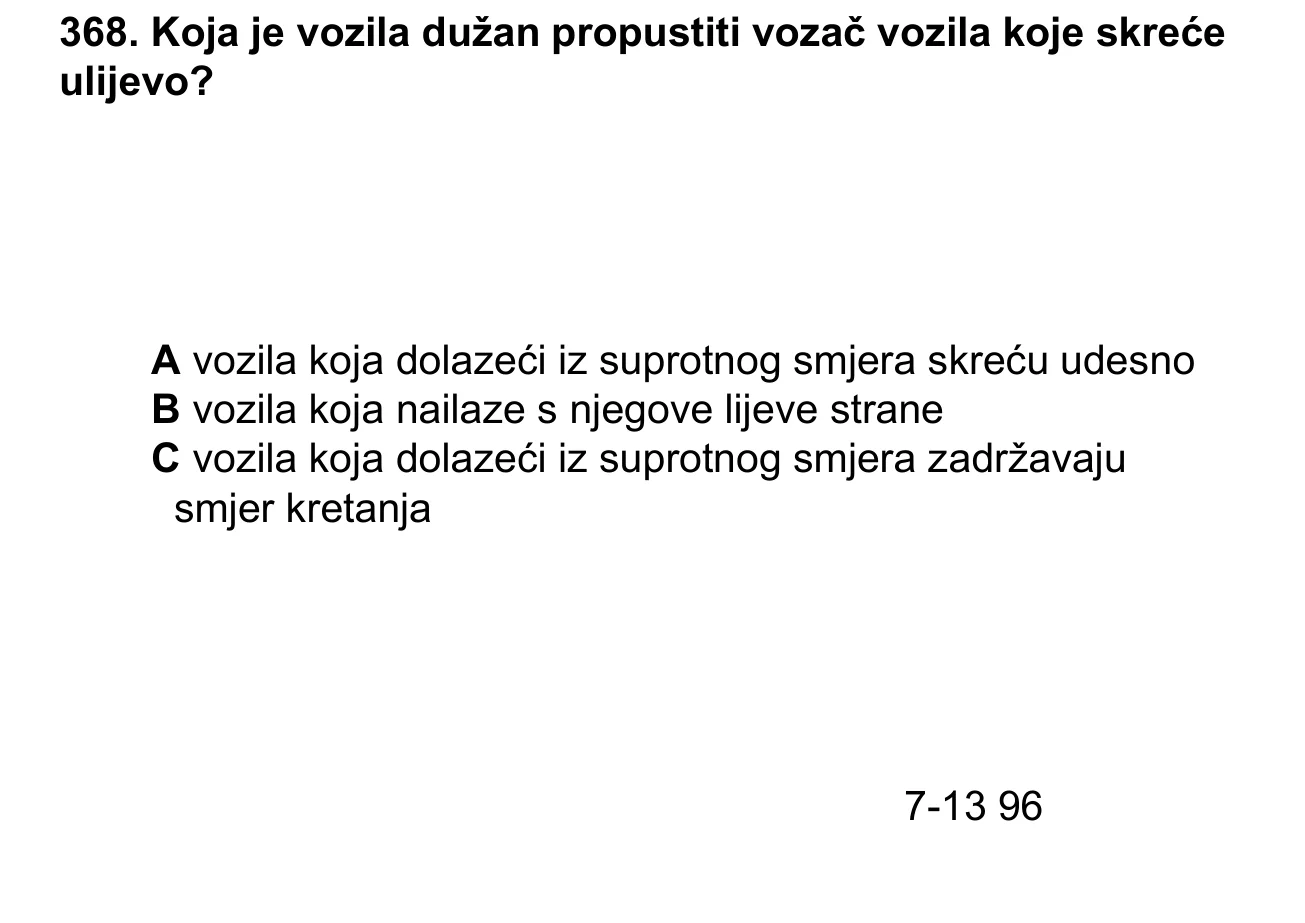 368. Koja je vozila dužan propustiti vozač vozila koje skreće
ulijevo?
A vozila koja dolazeći iz suprotnog smjera skreću udesno
B vozila koja nailaze s njegove lijeve strane
C vozila koja dolazeći iz suprotnog smjera zadržavaju
smjer kretanja
7-13 96